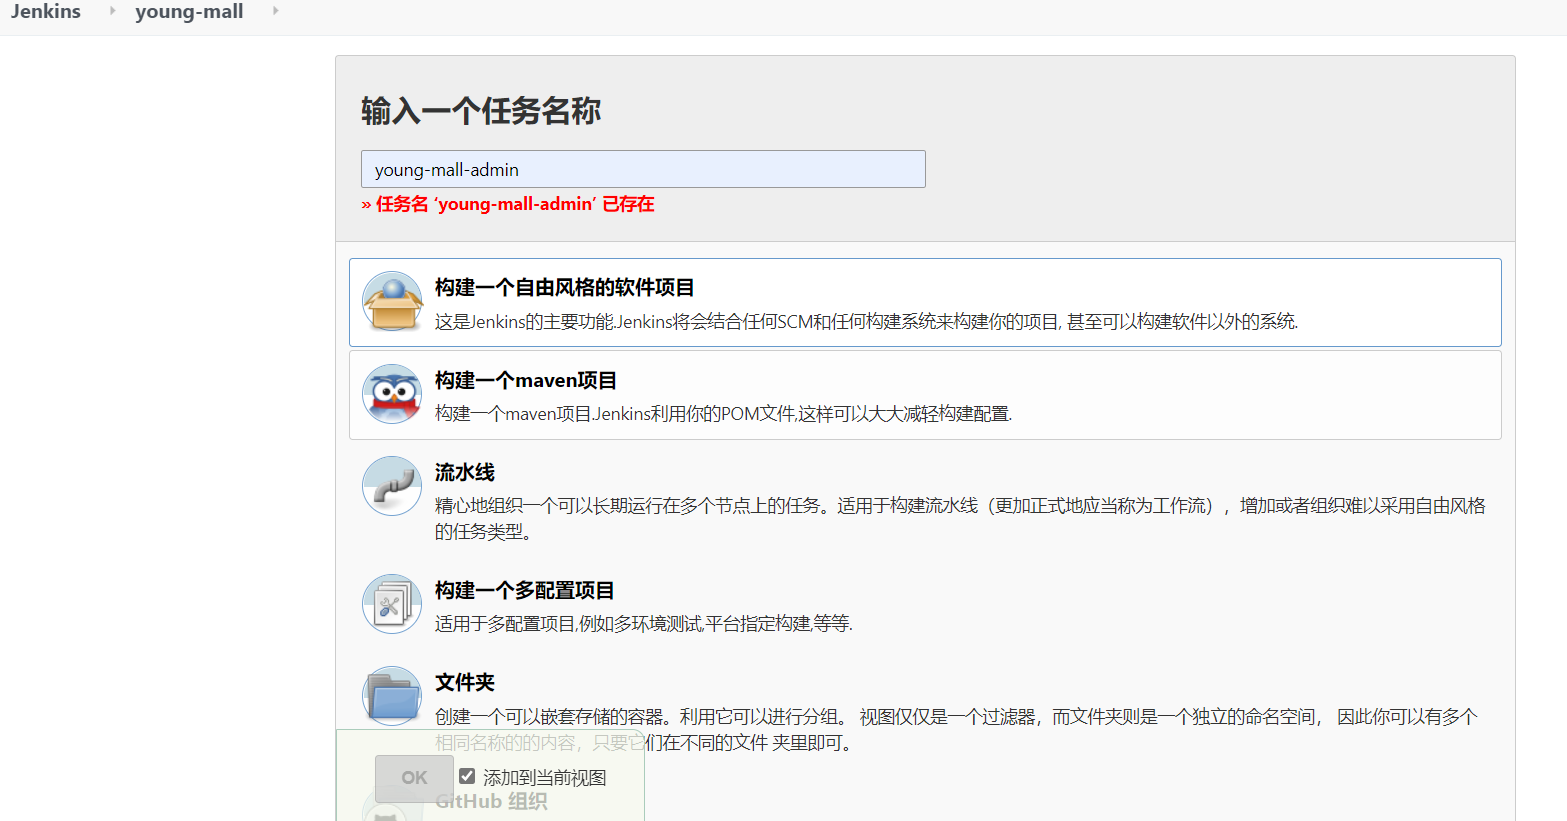 Jenkins
young-mall
输入一个任务名称
young-mall-admin
» 任务名 ‘young-mall-admin’ 已存在
构建一个自由风格的软件项目
这是Jenkins的主要功能.Jenkins将会结合任何SCM和任何构建系统来构建你的项目, 甚至可以构建软件以外的系统.
构建一个maven项目
构建一个maven项目.Jenkins利用你的POM文件,这样可以大大减轻构建配置.
流水线
精心地组织一个可以长期运行在多个节点上的任务。适用于构建流水线（更加正式地应当称为工作流），增加或者组织难以采用自由风格
的任务类型。
构建一个多配置项目
适用于多配置项目,例如多环境测试,平台指定构建,等等.
文件夹
创建一个可以嵌套存储的容器。利用它可以进行分组。 视图仅仅是一个过滤器，而文件夹则是一个独立的命名空间， 因此你可以有多个
相同名称的的内容，只要它们在不同的文件 夹里即可。
OK
添加到当前视图
GitHub 组织